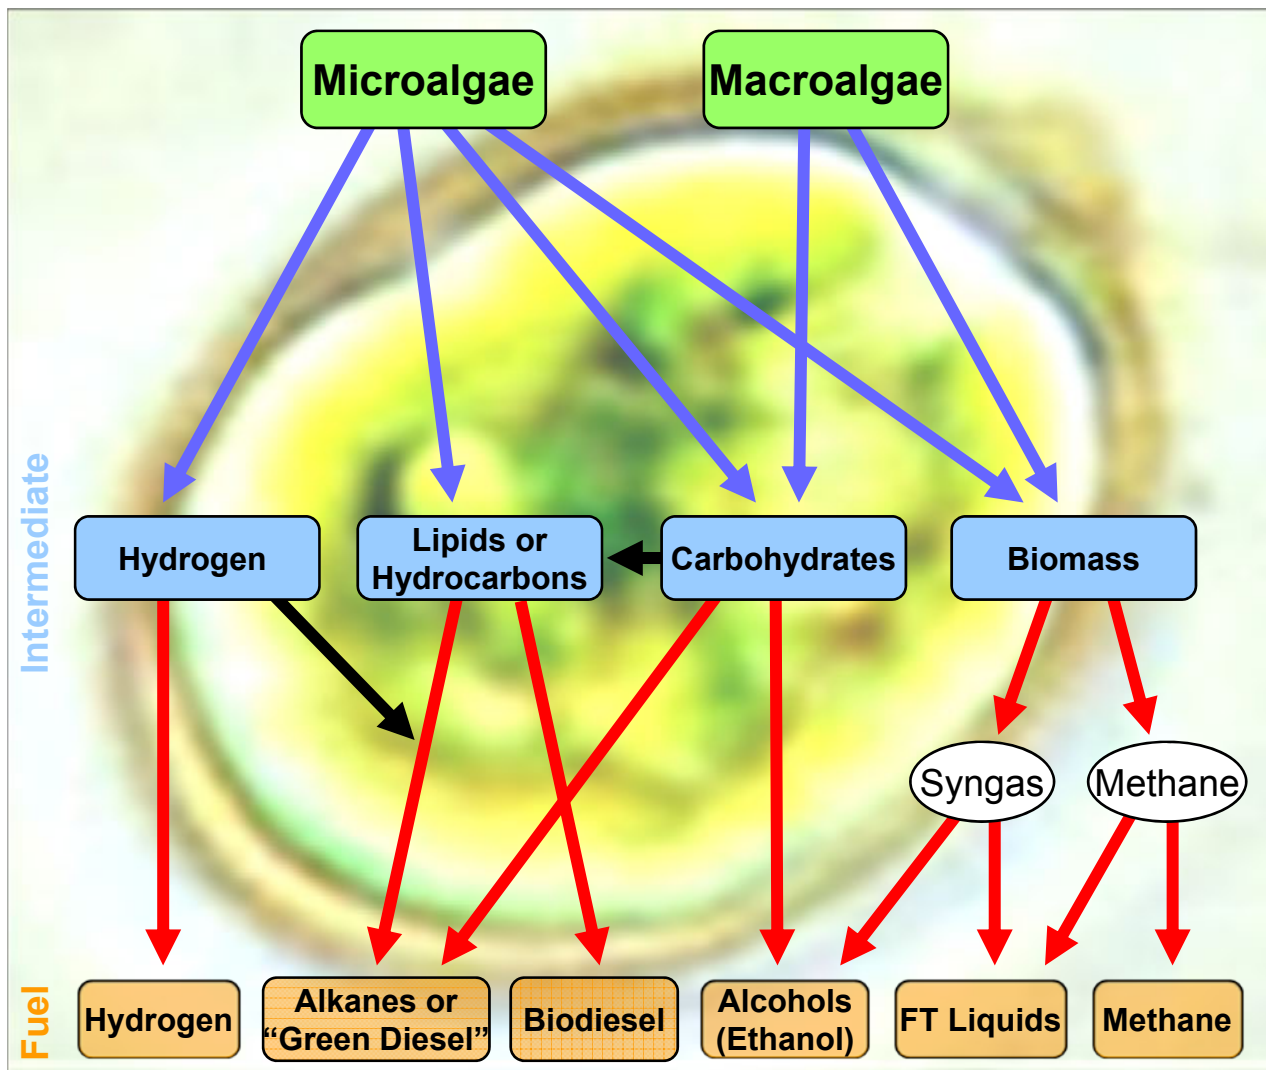 Microalgae
Macroalgae
Intermediate
Hydrogen
Lipids or
Hydrocarbons
Carbohydrates
Biomass
Syngas
Methane
Fuel
Hydrogen
Alkanes or
“Green Diesel”
Biodiesel
Alcohols
(Ethanol)
FT Liquids
Methane